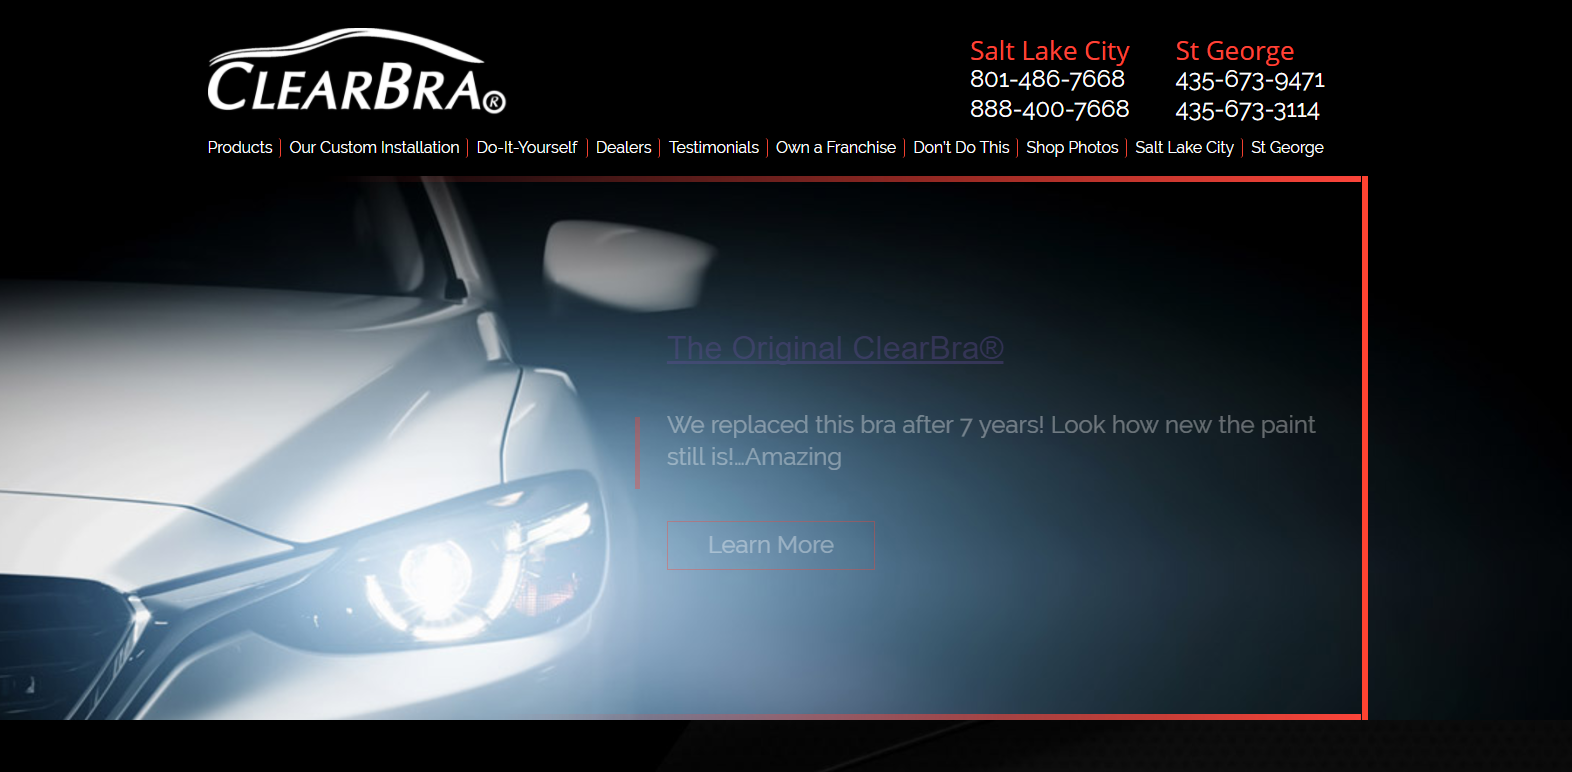 CLEARBRA®
Salt Lake City
801-486-7668
888-400-7668
St George
435-673-9471
435-673-3114
Products Our Custom Installation Do-It-Yourself Dealers Testimonials Own a Franchise Don't Do This Shop Photos Salt Lake City St George
The Original ClearBra®
We replaced this bra after 7 years! Look how new the paint
still is!...Amazing
Learn More